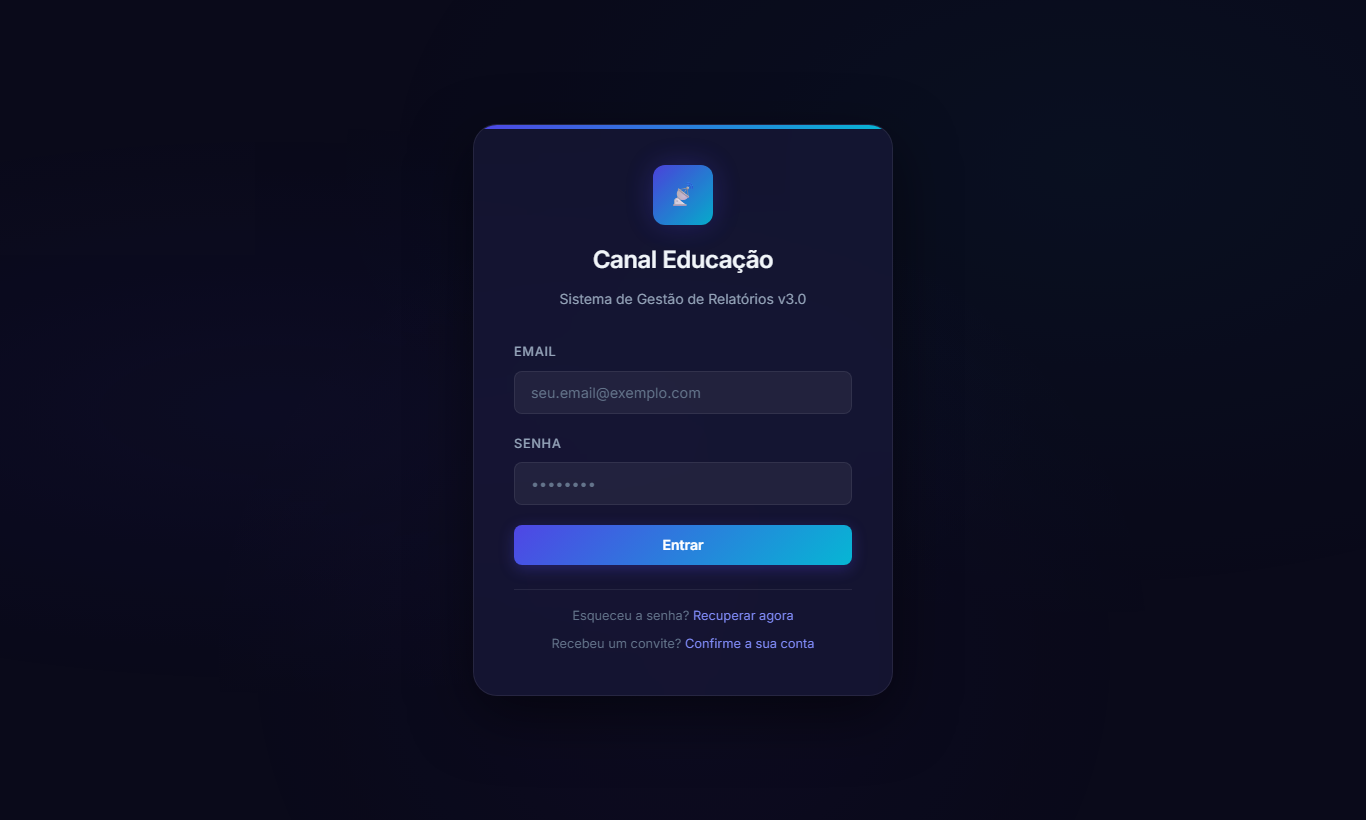 Canal Educação
Sistema de Gestão de Relatórios v3.0
EMAIL
seu.email@exemplo.com
SENHA
••••••••
Entrar
Esqueceu a senha? Recuperar agora
Recebeu um convite? Confirme a sua conta